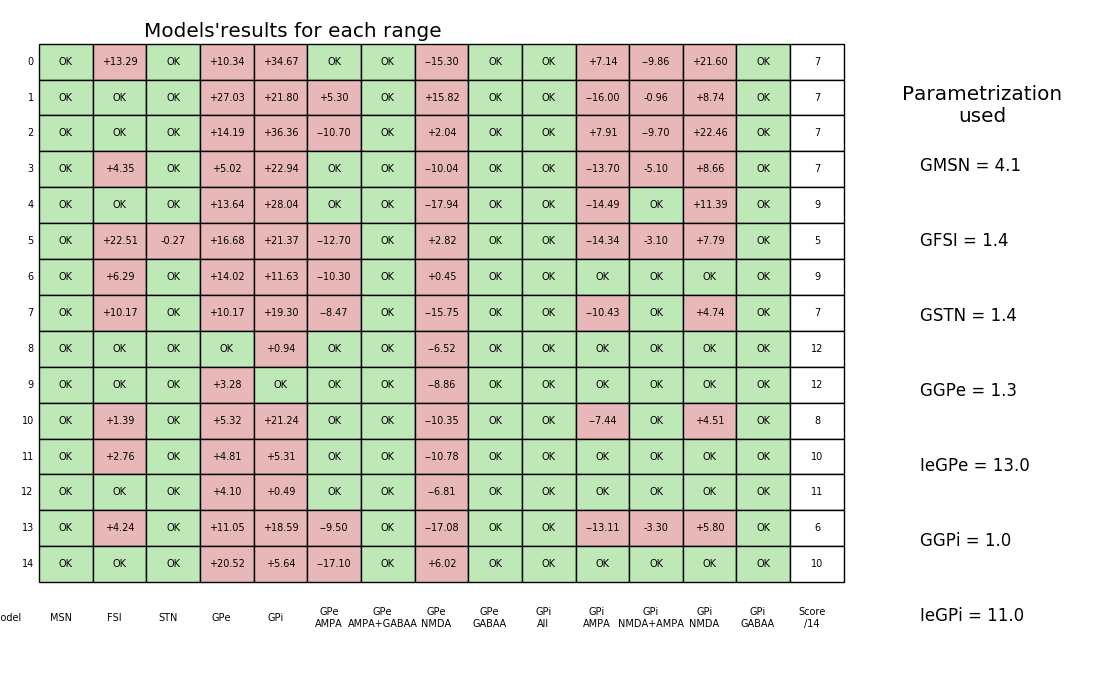 Models'results for each range
0 OK +13.29 OK +10.34 +34.67 OK OK −15.30 OK OK +7.14 −9.86 +21.60 OK 7
1 OK OK OK +27.03 +21.80 +5.30 OK +15.82 OK OK −16.00 -0.96 +8.74 OK 7
2 OK OK OK +14.19 +36.36 −10.70 OK +2.04 OK OK +7.91 −9.70 +22.46 OK 7
3 OK +4.35 OK +5.02 +22.94 OK OK −10.04 OK OK −13.70 -5.10 +8.66 OK 7
4 OK OK OK +13.64 +28.04 OK OK −17.94 OK OK −14.49 OK +11.39 OK 9
5 OK +22.51 -0.27 +16.68 +21.37 −12.70 OK +2.82 OK OK −14.34 -3.10 +7.79 OK 5
6 OK +6.29 OK +14.02 +11.63 −10.30 OK +0.45 OK OK OK OK OK OK 9
7 OK +10.17 OK +10.17 +19.30 −8.47 OK −15.75 OK OK −10.43 OK +4.74 OK 7
8 OK OK OK OK +0.94 OK OK −6.52 OK OK OK OK OK OK 12
9 OK OK OK +3.28 OK OK OK −8.86 OK OK OK OK OK OK 12
10 OK +1.39 OK +5.32 +21.24 OK OK −10.35 OK OK −7.44 OK +4.51 OK 8
11 OK +2.76 OK +4.81 +5.31 OK OK −10.78 OK OK OK OK OK OK 10
12 OK OK OK +4.10 +0.49 OK OK −6.81 OK OK OK OK OK OK 11
13 OK +4.24 OK +11.05 +18.59 −9.50 OK −17.08 OK OK −13.11 -3.30 +5.80 OK 6
14 OK OK OK +20.52 +5.64 −17.10 OK +6.02 OK OK OK OK OK OK 10
odel MSN FSI STN GPe GPi GPe GPe GPe GPe GPi GPi GPi GPi GPi Score
AMPA AMPA+GABAA NMDA GABAA All AMPA NMDA+AMPA NMDA GABAA /14
Parametrization
used
GMSN = 4.1
GFSI = 1.4
GSTN = 1.4
GGPe = 1.3
IeGPe = 13.0
GGPi = 1.0
IeGPi = 11.0